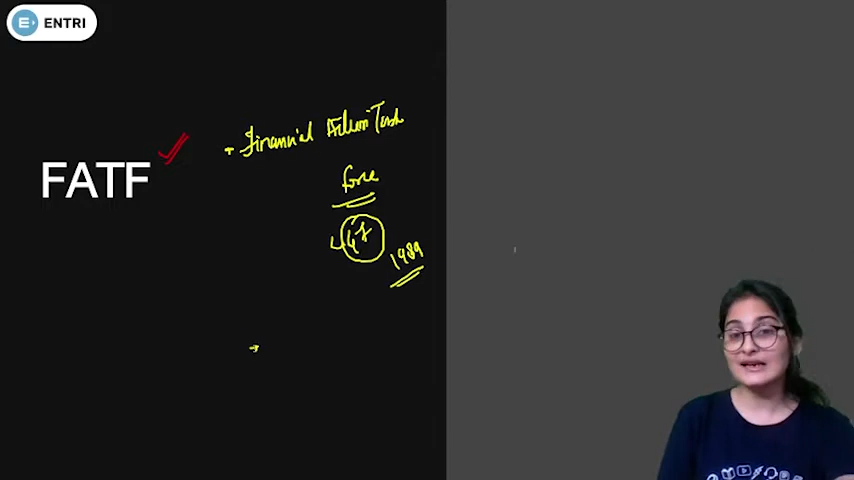 ENTRI
FATF
Financial Action Task
force
G7
1989